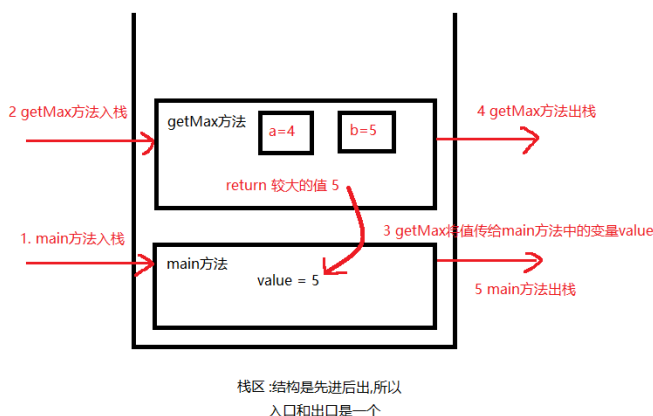 2 getMax方法入栈
getMax方法
a=4
b=5
4 getMax方法出栈
return 较大的值 5
1. main方法入栈
3 getMax将值传给main方法中的变量value
main方法
value = 5
5 main方法出栈
栈区 :结构是先进后出,所以
入口和出口是一个